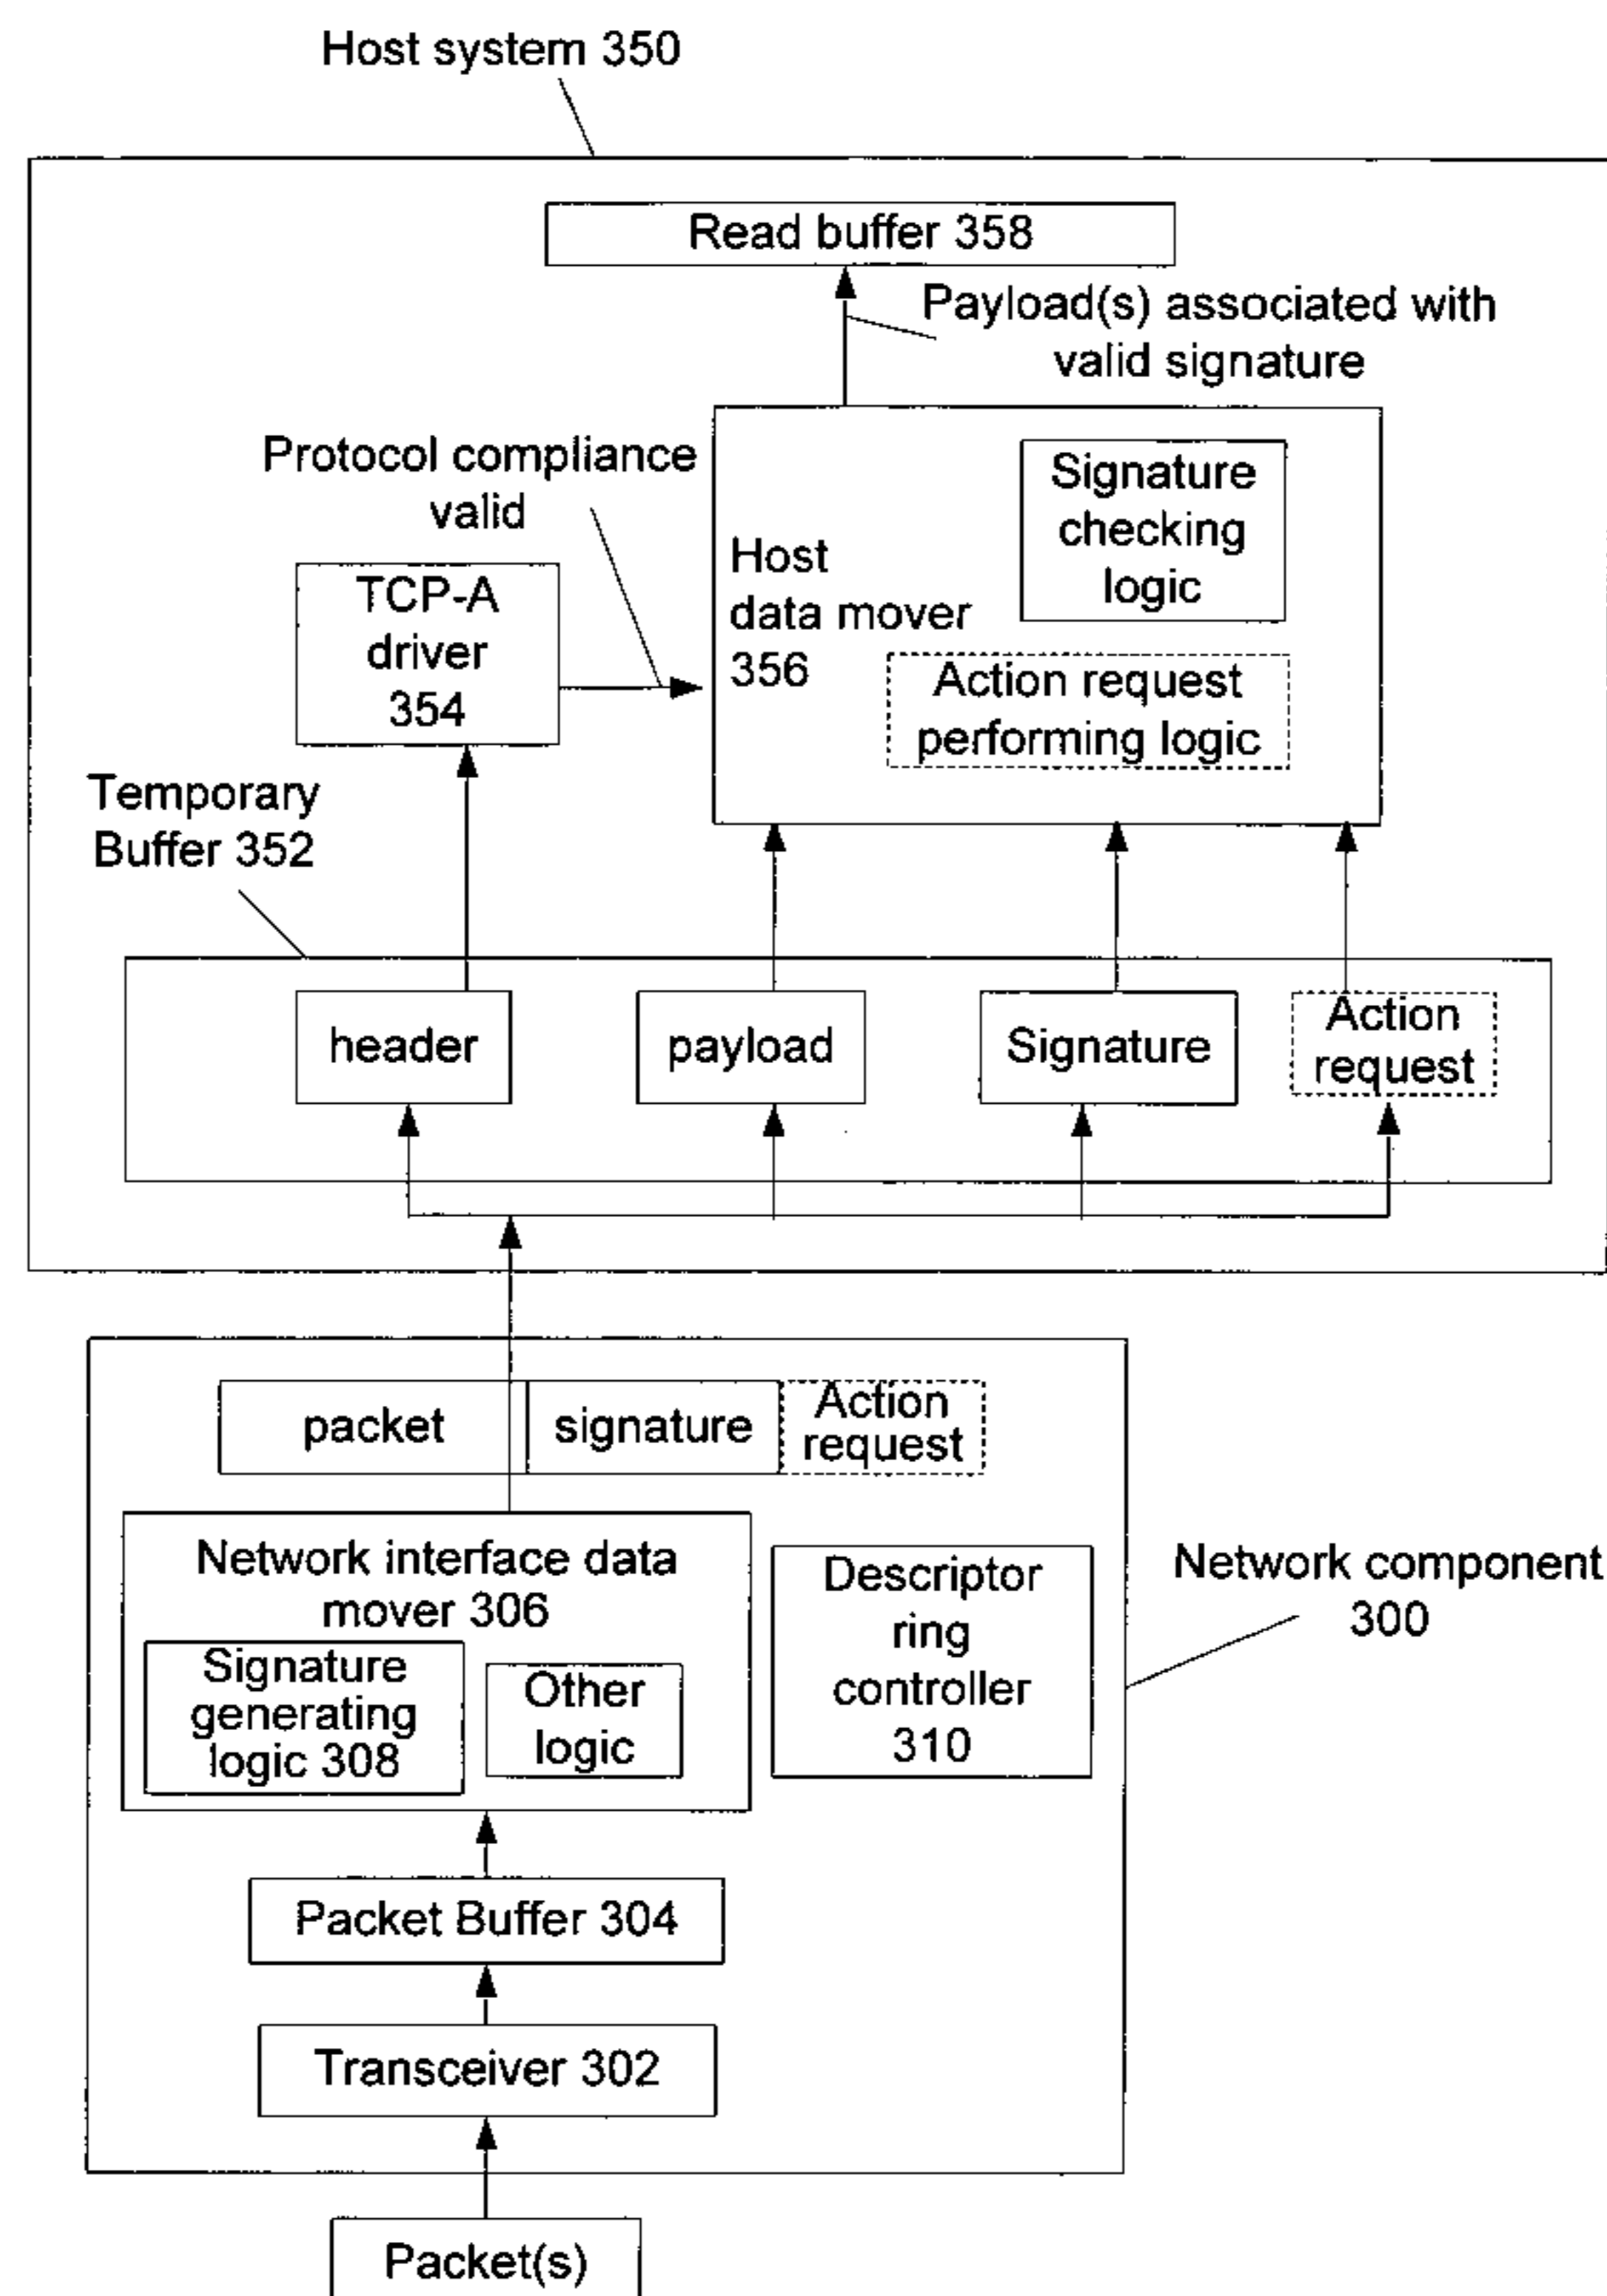 Host system 350
Read buffer 358
Payload(s) associated with
valid signature
Protocol compliance
valid
Signature
checking
logic
Host
data mover
356
TCP-A
driver
354
Action request
performing logic
Temporary
Buffer 352
header
payload
Signature
Action
request
packet
signature
Action
request
Network interface data
mover 306
Signature
generating
logic 308
Other
logic
Descriptor
ring
controller
310
Network component
300
Packet Buffer 304
Transceiver 302
Packet(s)